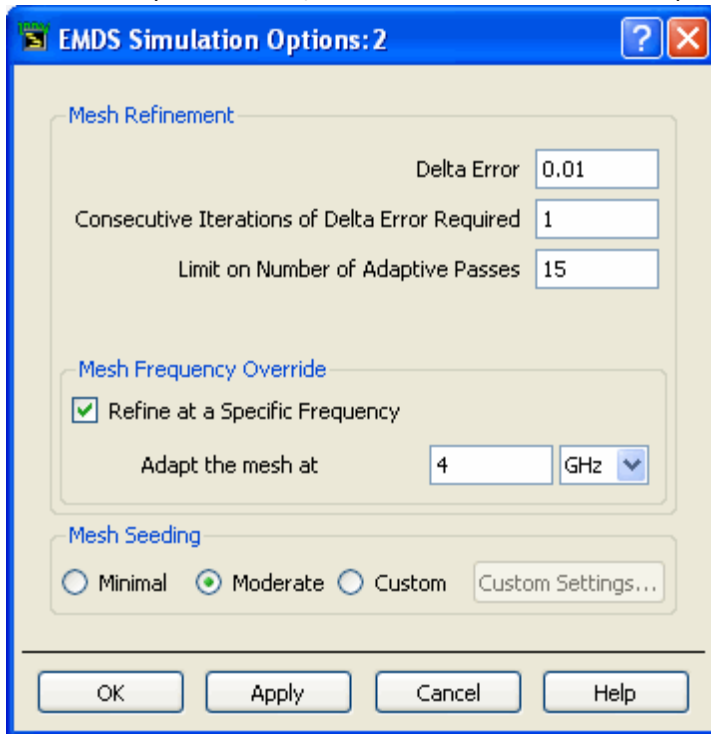 EMDS Simulation Options:2
Mesh Refinement
Delta Error 0.01
Consecutive Iterations of Delta Error Required 1
Limit on Number of Adaptive Passes 15
Mesh Frequency Override
Refine at a Specific Frequency
Adapt the mesh at 4 GHz
Mesh Seeding
Minimal Moderate Custom Custom Settings...
OK Apply Cancel Help